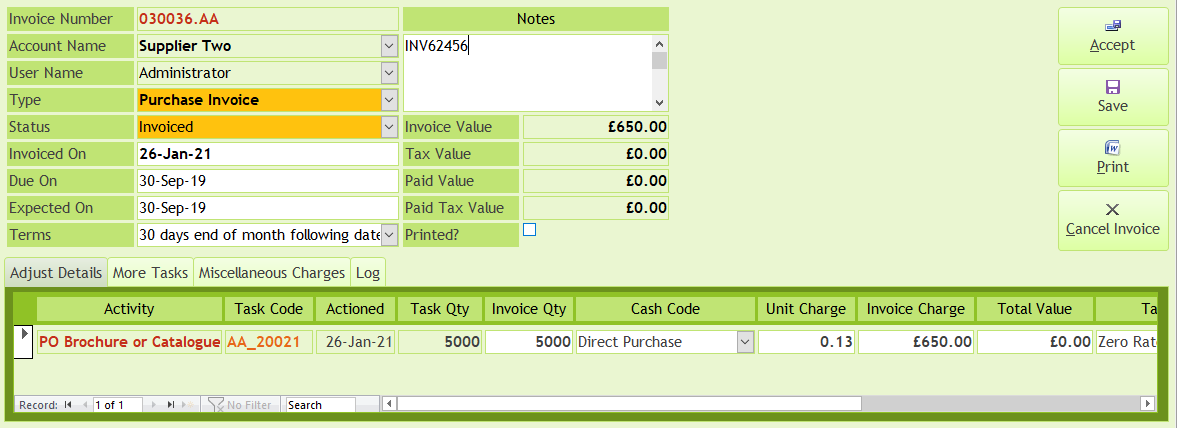 Invoice Number 030036.AA Notes
Account Name Supplier Two INV62456 Accept
User Name Administrator
Type Purchase Invoice Save
Status Invoiced Invoice Value £650.00
Invoiced On 26-Jan-21 Tax Value £0.00 Print
Due On 30-Sep-19 Paid Value £0.00
Expected On 30-Sep-19 Paid Tax Value £0.00 Cancel Invoice
Terms 30 days end of month following date Printed?
Adjust Details More Tasks Miscellaneous Charges Log
Activity Task Code Actioned Task Qty Invoice Qty Cash Code Unit Charge Invoice Charge Total Value Ta
PO Brochure or Catalogue AA_20021 26-Jan-21 5000 5000 Direct Purchase 0.13 £650.00 £0.00 Zero Rat
Record: 1 of 1 No Filter Search